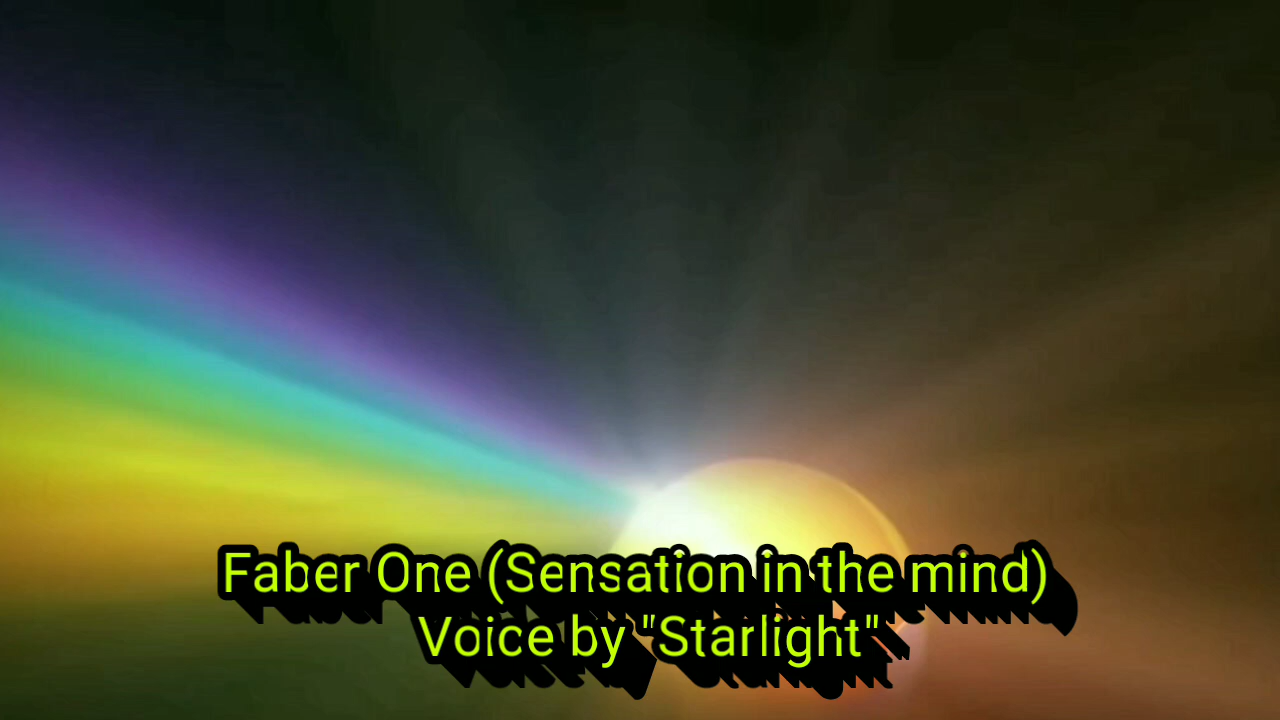 Faber One (Sensation in the mind)
Voice by "Starlight"